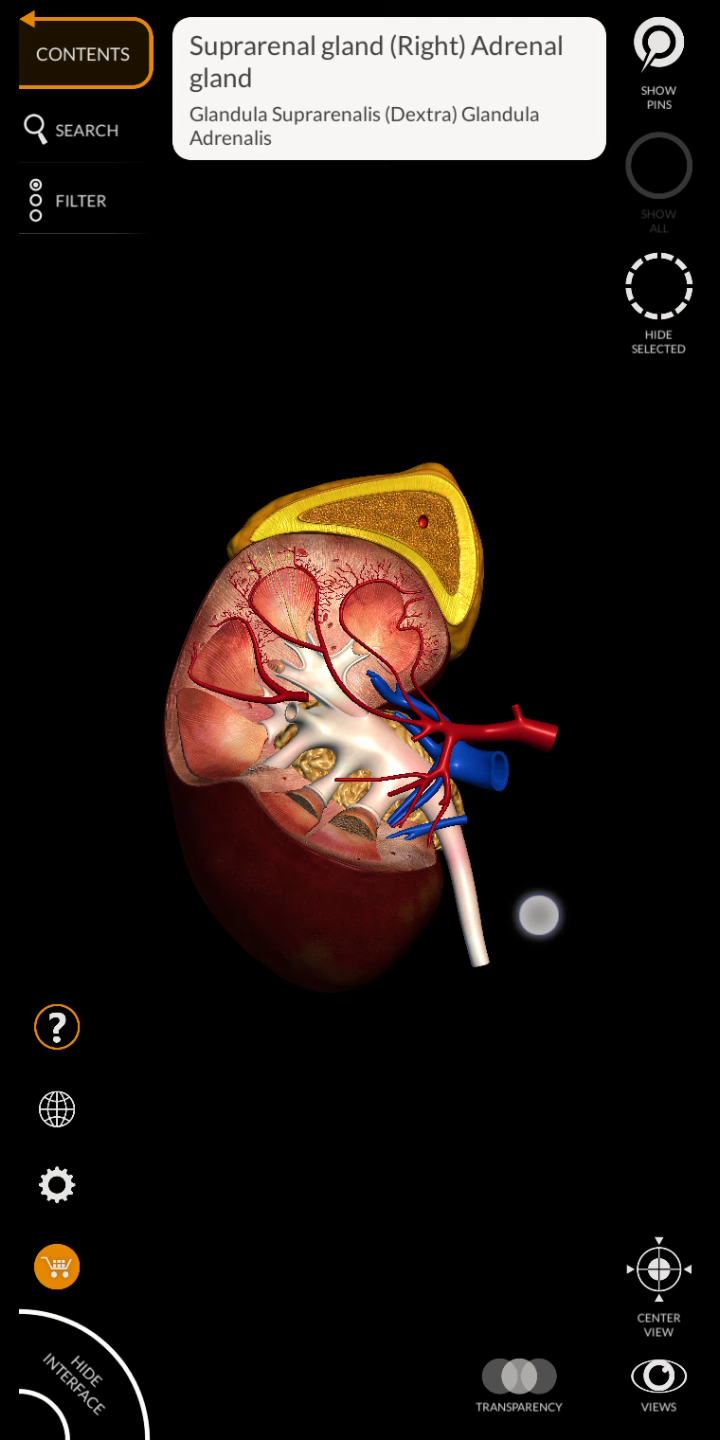 CONTENTS
Suprarenal gland (Right) Adrenal
gland
Glandula Suprarenalis (Dextra) Glandula
Adrenalis
SHOW
PINS
SEARCH
FILTER
SHOW
ALL
HIDE
SELECTED
?
CENTER
VIEW
HIDE
INTERFACE
TRANSPARENCY
VIEWS